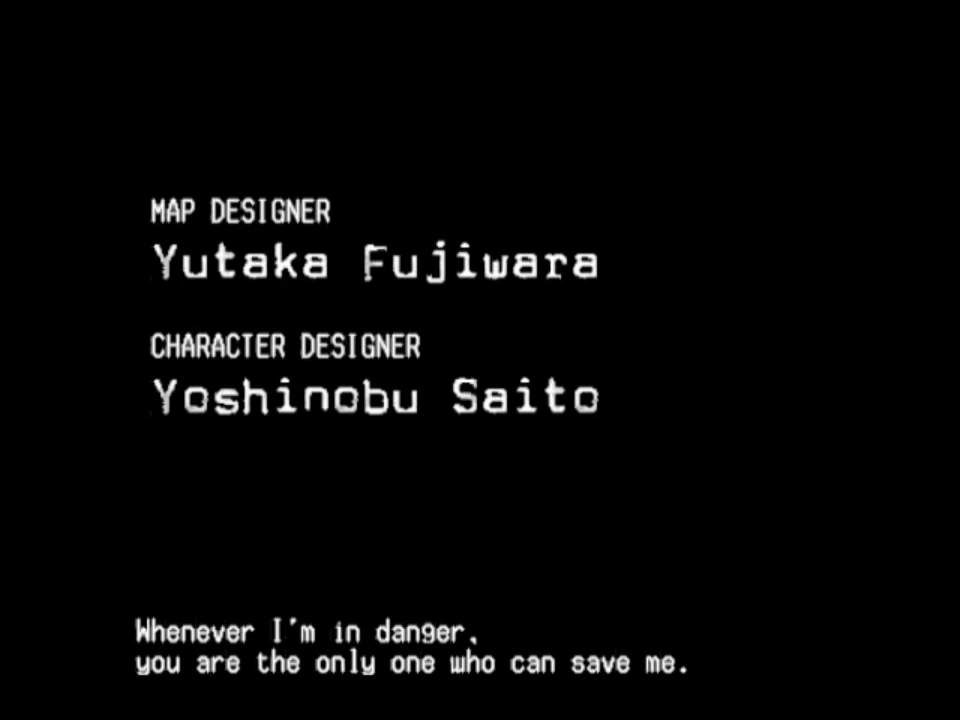 MAP DESIGNER
Yutaka Fujiwara
CHARACTER DESIGNER
Yoshinobu Saito
Whenever I'm in danger,
you are the only one who can save me.